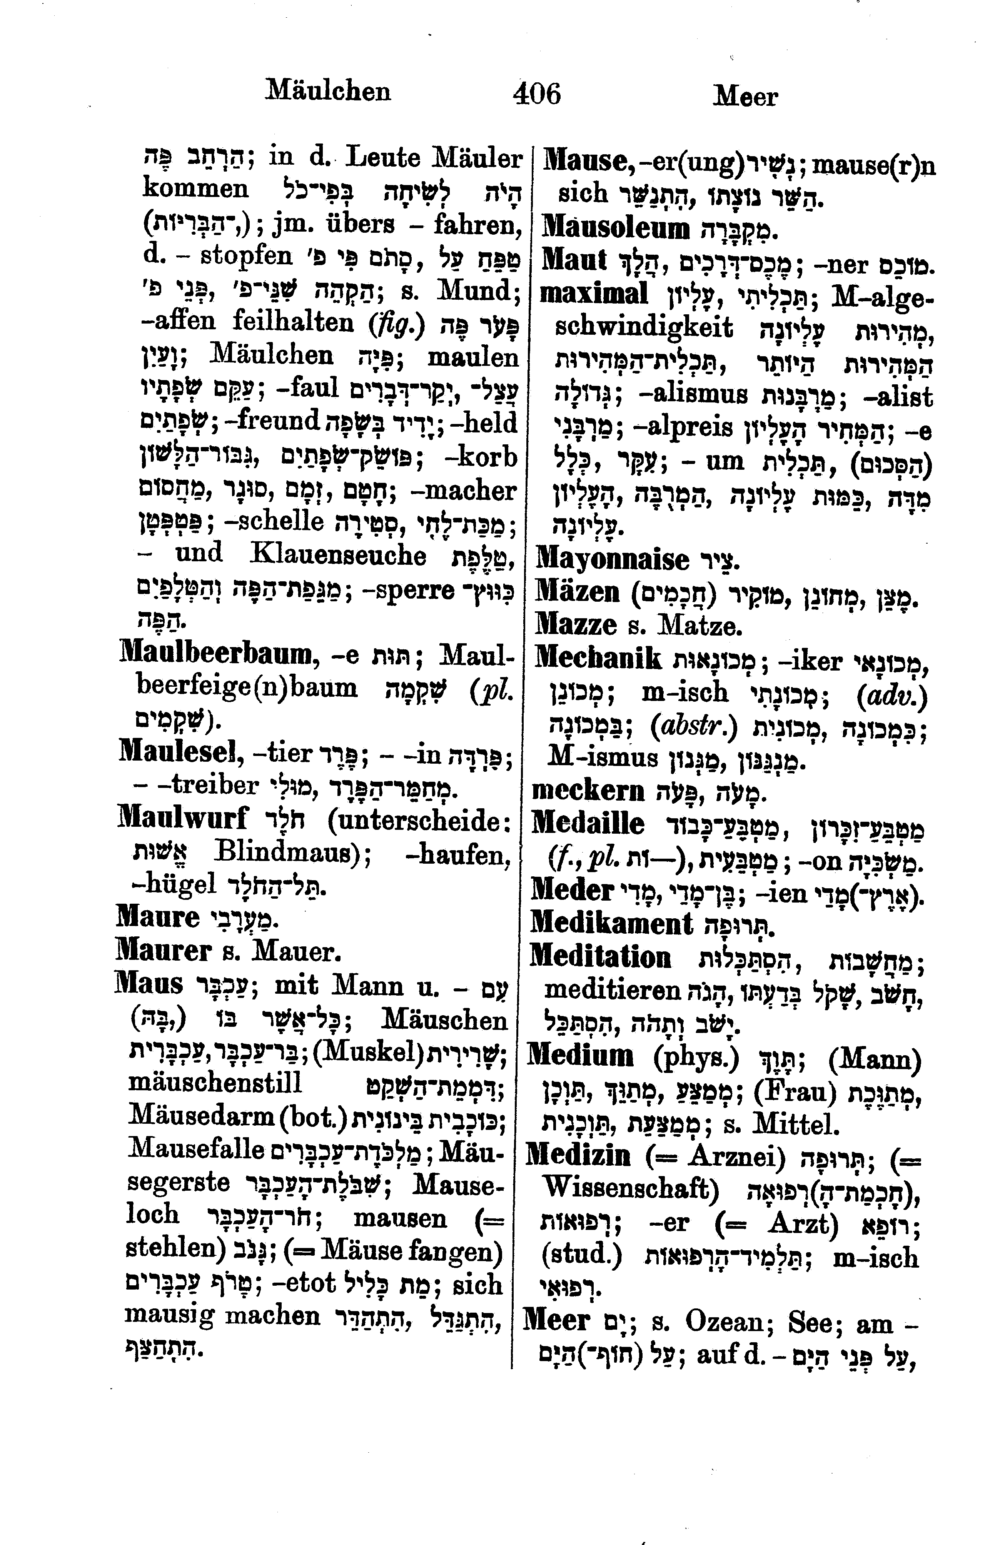 Mäulchen 406 Meer
הַרְחֵב פֶּה; in d. Leute Mäuler
kommen הָיֹה לְשִׂיחָה בְּפִי־כֹל
(הַבְּרִיּוֹת־,); jm. übers – fahren,
d. – stopfen סָתֹם פִּי פ׳, טַפֵּחַ עַל
פְּנֵי פ׳, הַקְהֵה שִׁנֵּי־פ׳; s. Mund;
–affen feilhalten (fig.) פָּעֹר פֶּה
וָעַיִן; Mäulchen פִּיָּה; maulen
עַקֵּם שְׂפָתָיו; –faul יְקַר־דְּבָרִים, עֲצַל־
שְׂפָתַיִם; –freund יְדִיד בְּשָׂפָה; –held
גִּבּוֹר־הַלָּשׁוֹן, פּוֹשֵׂק־שְׂפָתַיִם; –korb
חֲטָם, זְמָם, סוּגָר, מַחְסוֹם; –macher
פַּטְפְּטָן; –schelle מַכַּת־לֶחִי, סְטִירָה;
– und Klauenseuche טַלֶּפֶת,
מַגֵּפַת־הַפֶּה וְהַטְּלָפַיִם; –sperre כִּוּוּץ־
הַפֶּה.
Maulbeerbaum, –e תּוּת; Maul-
beerfeige(n)baum שִׁקְמָה (pl.
שִׁקְמִים).
Maulesel, –tier פֶּרֶד; – –in פִּרְדָּה;
– –treiber מְחַמֵּר־הַפֶּרֶד, מוּלַי.
Maulwurf חֹלֶד (unterscheide:
אֱשׁוּת Blindmaus); –haufen,
–hügel תֵּל־הַחֹלֶד.
Maure מַעֲרָבִי.
Maurer s. Mauer.
Maus עַכְבָּר; mit Mann u. – עִם
כָּל־אֲשֶׁר בּוֹ (בָּהּ,); Mäuschen
בַּר־עַכְבָּר, עַכְבָּרִית; (Muskel) שְׁרִירִית;
mäuschenstill דִּמְמַת־הַשְׁקֵט;
Mäusedarm (bot.) כּוֹכָבִית בֵּינוֹנִית;
Mausefalle מַלְכֹּדֶת־עַכְבָּרִים; Mäu-
segerste שִׁבֹּלֶת־הָעַכְבָּר; Mause-
loch חֹר־הָעַכְבָּר; mausen (=
stehlen) גָּנֹב; (= Mäuse fangen)
טָרֹף עַכְבָּרִים; –etot מֵת כָּלִיל; sich
mausig machen הִתְגַּדֵּל, הִתְהַדֵּר,
הִתְחַצֵּף.
Mause, –er(ung) נְשִׁיר; mause(r)n
sich הַשֵּׁר נוֹצָתוֹ, הִתְנַשֵּׁר.
Mausoleum מִקְבָּרָה.
Maut מֶכֶס־דְּרָכִים, הֲלָךְ; –ner מוֹכֵס.
maximal תַּכְלִיתִי, עֶלְיוֹן; M–alge-
schwindigkeit מְהִירוּת עֶלְיוֹנָה,
תַּכְלִית־הַמְּהִירוּת, הַמְּהִירוּת הַיּוֹתֵר
גְּדוֹלָה; –alismus מַרְבָּנוּת; –alist
מַרְבָּנִי; –alpreis הַמְּחִיר הָעֶלְיוֹן; –e
עִקָּר, כְּלָל; – um תַּכְלִית, (הַסְּכוּם)
הָעֶלְיוֹן, הַמְרֻבֶּה, כַּמּוּת עֶלְיוֹנָה, מִדָּה
עֶלְיוֹנָה.
Mayonnaise צִיר.
Mäzen מָצֵן, מְחוֹנֵן, מוֹקִיר (חֲכָמִים).
Mazze s. Matze.
Mechanik מְכוֹנָאוּת; –iker מְכוֹנַאי,
מְכוֹנָן; m–isch מְכוֹנָתִי; (adv.)
בִּמְכוֹנָה; (abstr.) כִּמְכוֹנָה, מְכוֹנִית;
M–ismus מַנְגְּנוֹן, מַגְּנוֹן.
meckern מָעֹה, פָּעֹה.
Medaille מַטְבֵּעַ־זִכָּרוֹן, מַטְבֵּעַ־כָּבוֹד
(f., pl. —וֹת), מַטְבֵּעִית; –on מַשְׂכִּיָּה.
Meder מָדִי, בֶּן־מָדַי; –ien מָדַי(אֶרֶץ־).
Medikament תְּרוּפָה.
Meditation הִסְתַּכְּלוּת, מַחֲשָׁבוֹת;
meditieren חָשֹׁב, שָׁקֹל בְּדַעְתּוֹ, הָגֹה,
יָשֹׁב וְתָהֹה, הִסְתַּכֵּל.
Medium (phys.) תָּוֶךְ; (Mann)
מְמַצֵּעַ, מְתַוֵּךְ, תַּוְכָן; (Frau) מְתַוֶּכֶת,
מְמַצַּעַת, תַּוְכָנִית; s. Mittel.
Medizin (= Arznei) תְּרוּפָה; (=
Wissenschaft) רְפוּאָה(חָכְמַת־הָ),
רְפוּאוֹת; –er (= Arzt) רוֹפֵא;
(stud.) תַּלְמִיד־הָרְפוּאוֹת; m–isch
רְפוּאִי.
Meer יָם; s. Ozean; See; am –
עַל (חוֹף־)הַיָּם; auf d. – עַל פְּנֵי הַיָּם,